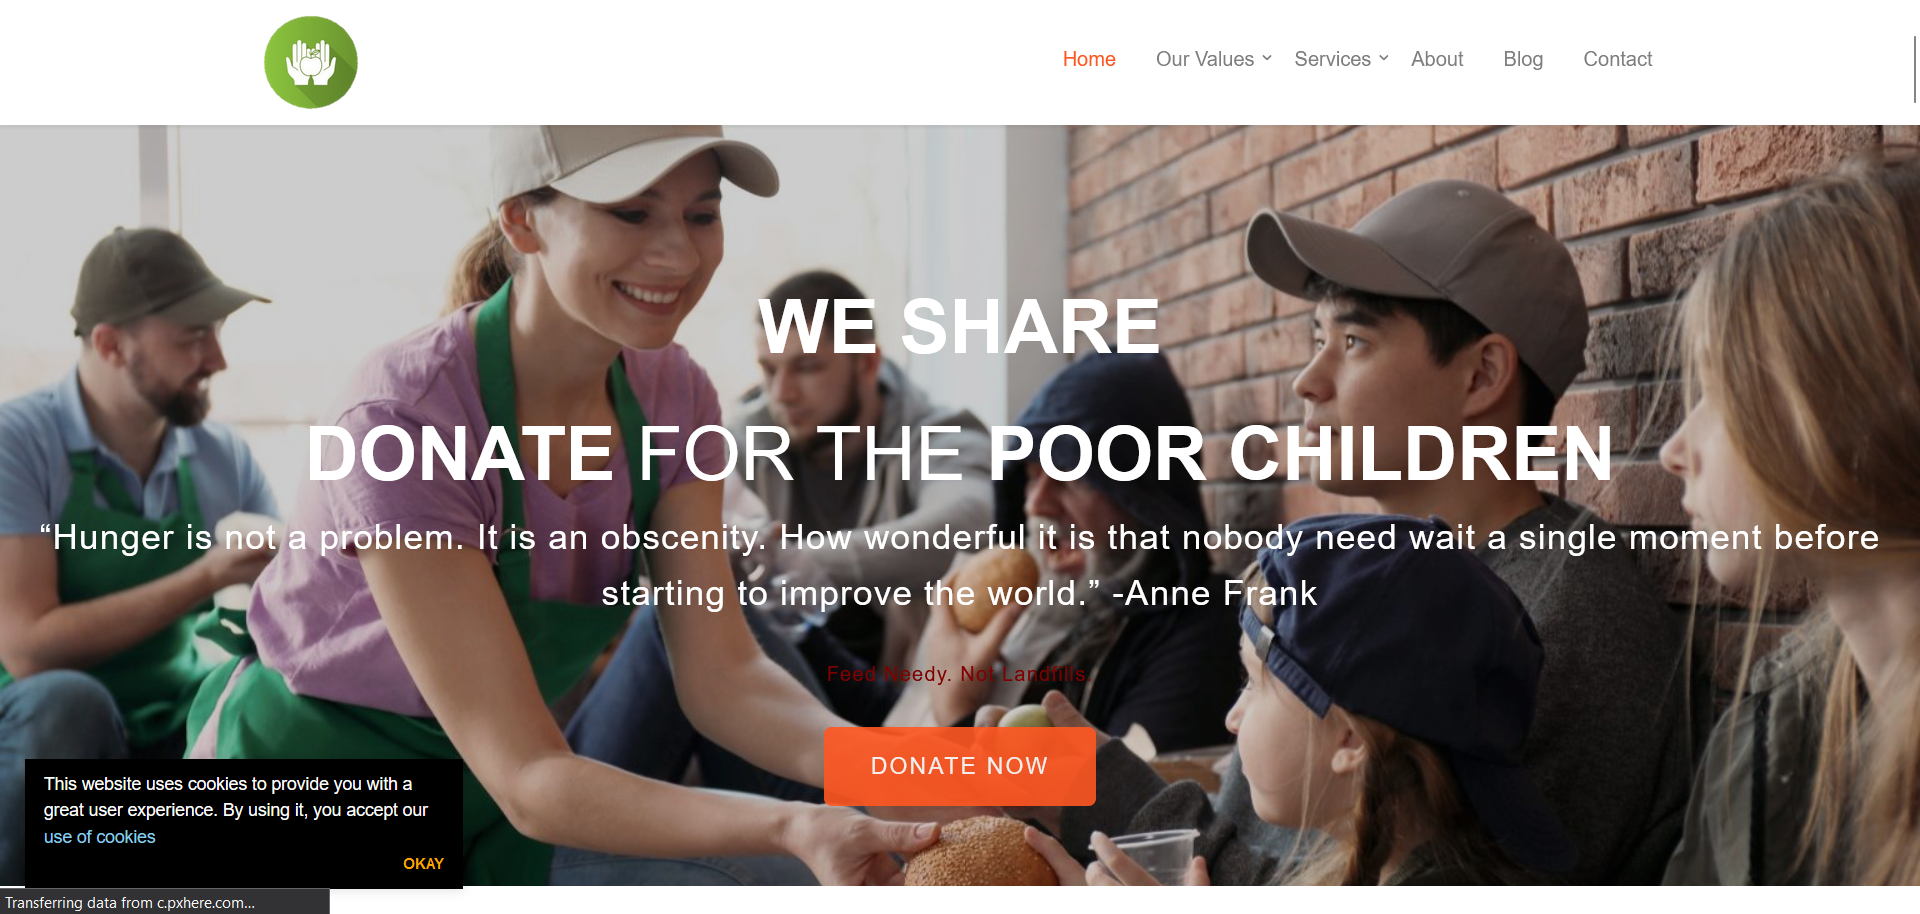 Home Our Values Services About Blog Contact
WE SHARE
DONATE FOR THE POOR CHILDREN
“Hunger is not a problem. It is an obscenity. How wonderful it is that nobody need wait a single moment before
starting to improve the world.” -Anne Frank
Feed Needy. Not Landfills.
DONATE NOW
This website uses cookies to provide you with a
great user experience. By using it, you accept our
use of cookies
OKAY
Transferring data from c.pxhere.com...